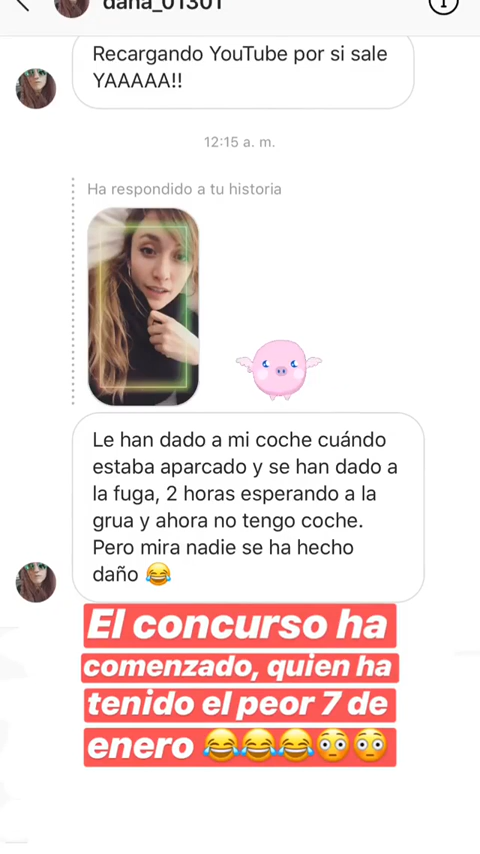 dana_01301
Recargando YouTube por si sale
YAAAAA!!
12:15 a. m.
Ha respondido a tu historia
Le han dado a mi coche cuándo
estaba aparcado y se han dado a
la fuga, 2 horas esperando a la
grua y ahora no tengo coche.
Pero mira nadie se ha hecho
daño 😂
El concurso ha
comenzado, quien ha
tenido el peor 7 de
enero 😂😂😂😳😳